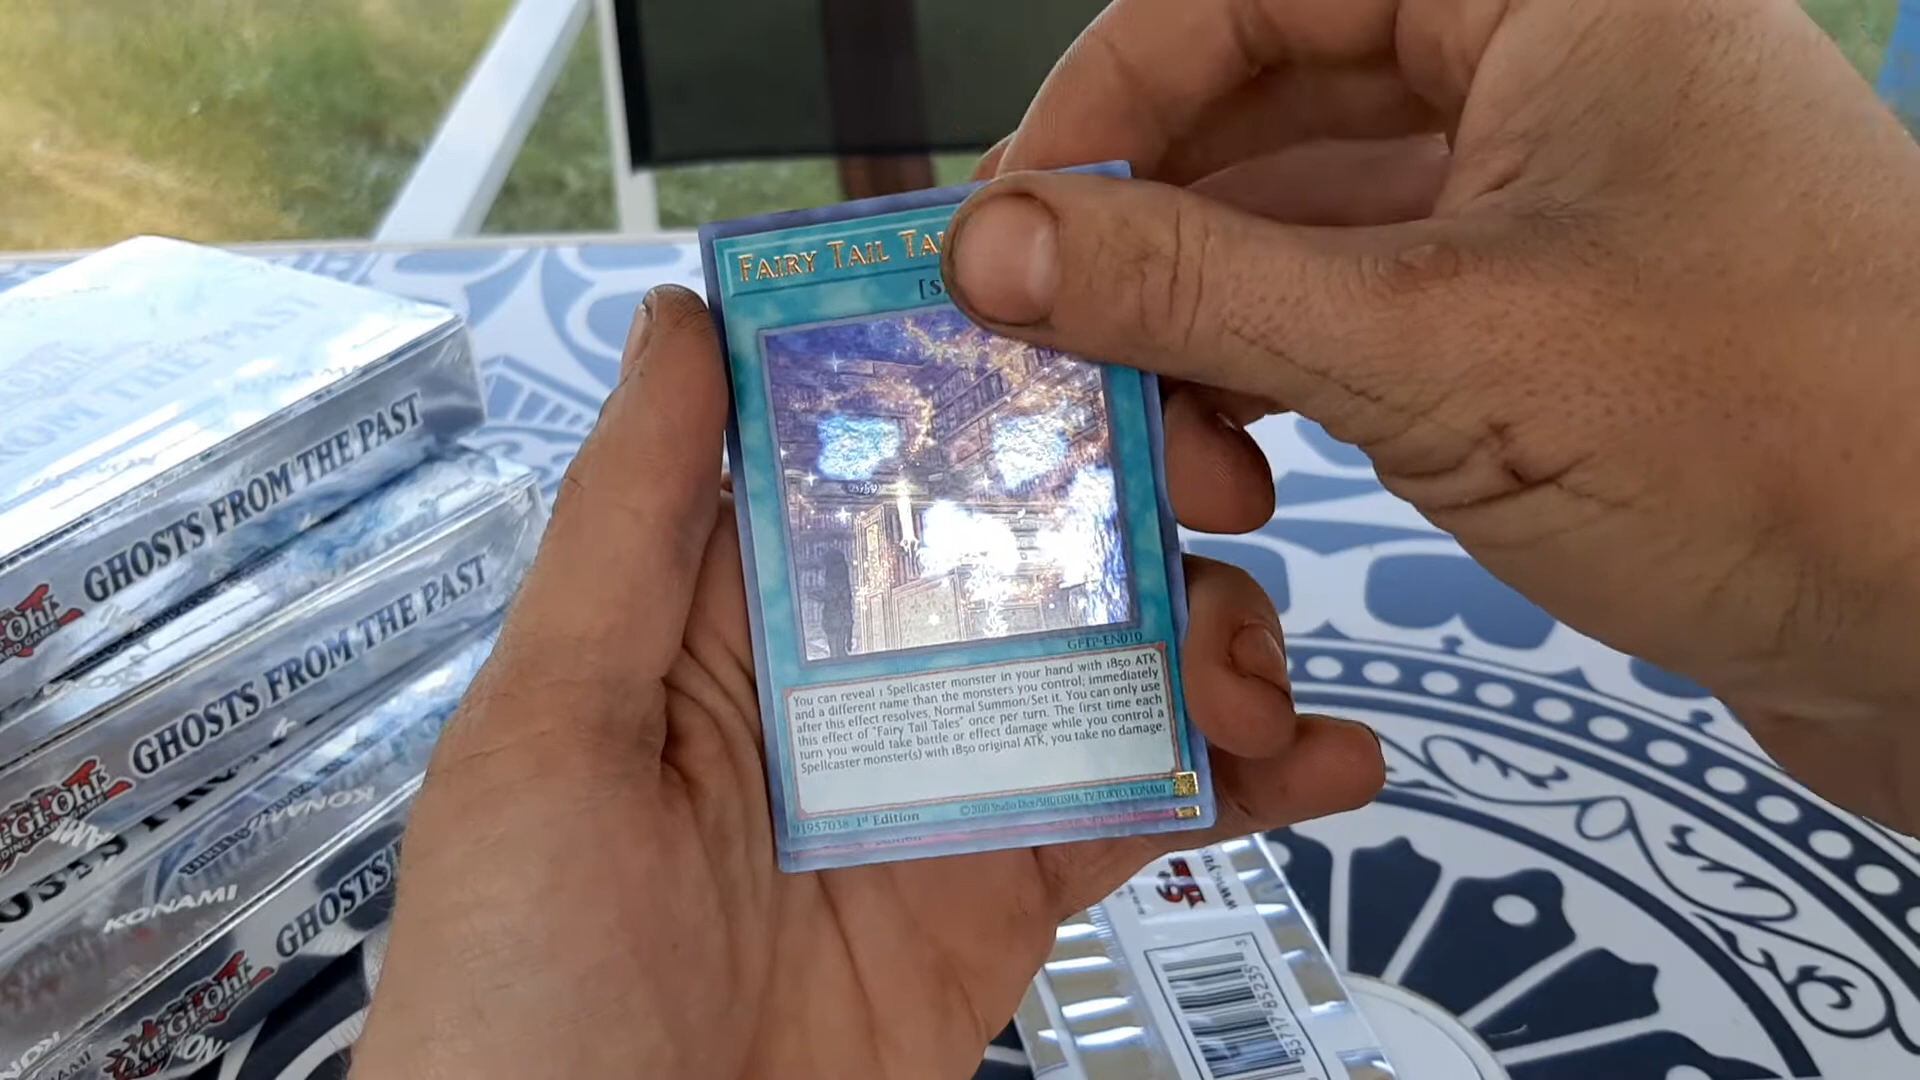 FAIRY TAIL
[S
GFTP-EN010
You can reveal 1 Spellcaster monster in your hand with 1850 ATK
and a different name than the monsters you control; immediately
after this effect resolves, Normal Summon/Set it. You can only use
this effect of "Fairy Tail Tales" once per turn. The first time each
turn you would take battle or effect damage while you control a
Spellcaster monster(s) with 1850 original ATK, you take no damage.
91957038 1st Edition
©2020 Studio Dice/SHUEISHA, TV TOKYO, KONAMI
FROM THE PAST
KONAMI
GHOSTS FROM THE PAST
Yu-Gi-Oh!
GHOSTS FROM THE PAST
Yu-Gi-Oh!
KONAMI
KONAMI
GHOSTS
Yu-Gi-Oh!
83717 85235 3